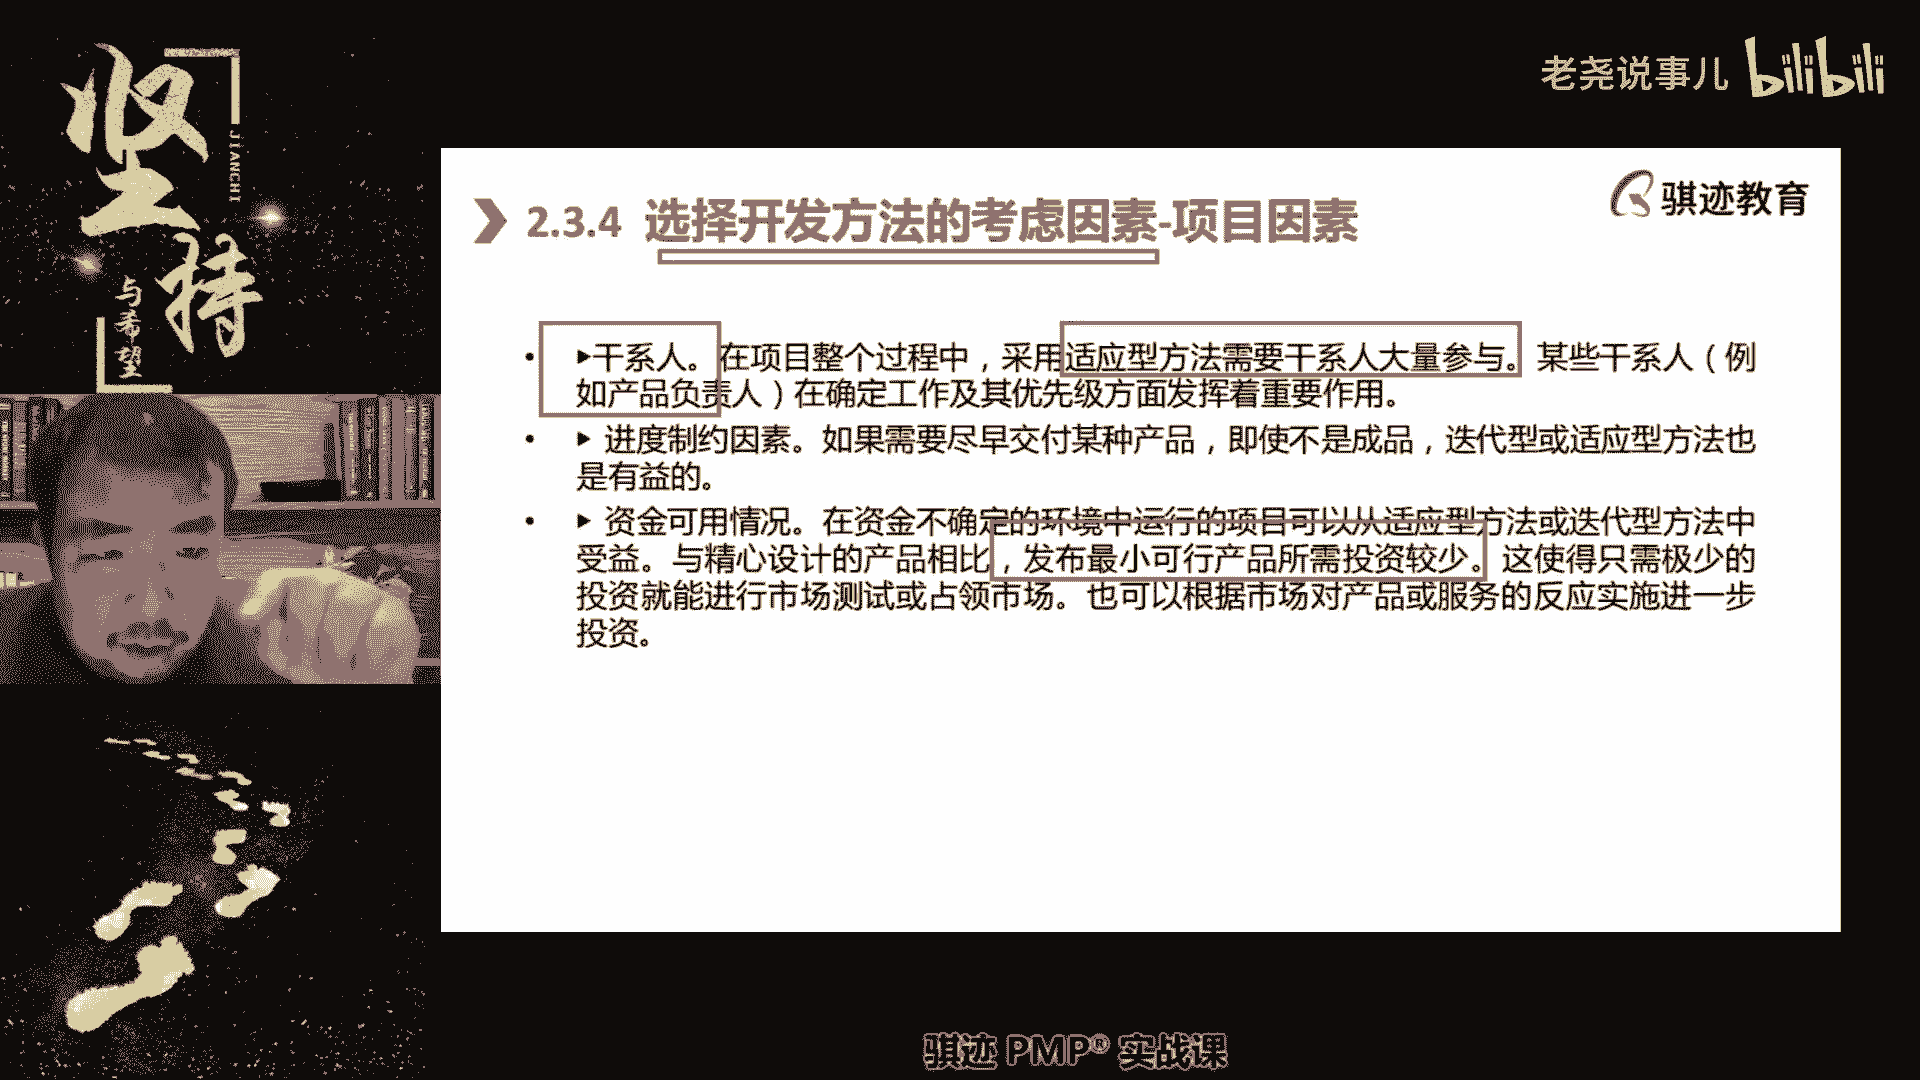 坚
持
JIANCHI
与希望
老尧说事儿 bilibili
骐迹教育
2.3.4 选择开发方法的考虑因素-项目因素
• ▶干系人。在项目整个过程中，采用适应型方法需要干系人大量参与。某些干系人（例
如产品负责人）在确定工作及其优先级方面发挥着重要作用。
• ▶ 进度制约因素。如果需要尽早交付某种产品，即使不是成品，迭代型或适应型方法也
是有益的。
• ▶ 资金可用情况。在资金不确定的环境中运行的项目可以从适应型方法或迭代型方法中
受益。与精心设计的产品相比，发布最小可行产品所需投资较少。这使得只需极少的
投资就能进行市场测试或占领市场。也可以根据市场对产品或服务的反应实施进一步
投资。
骐迹 PMP® 实战课